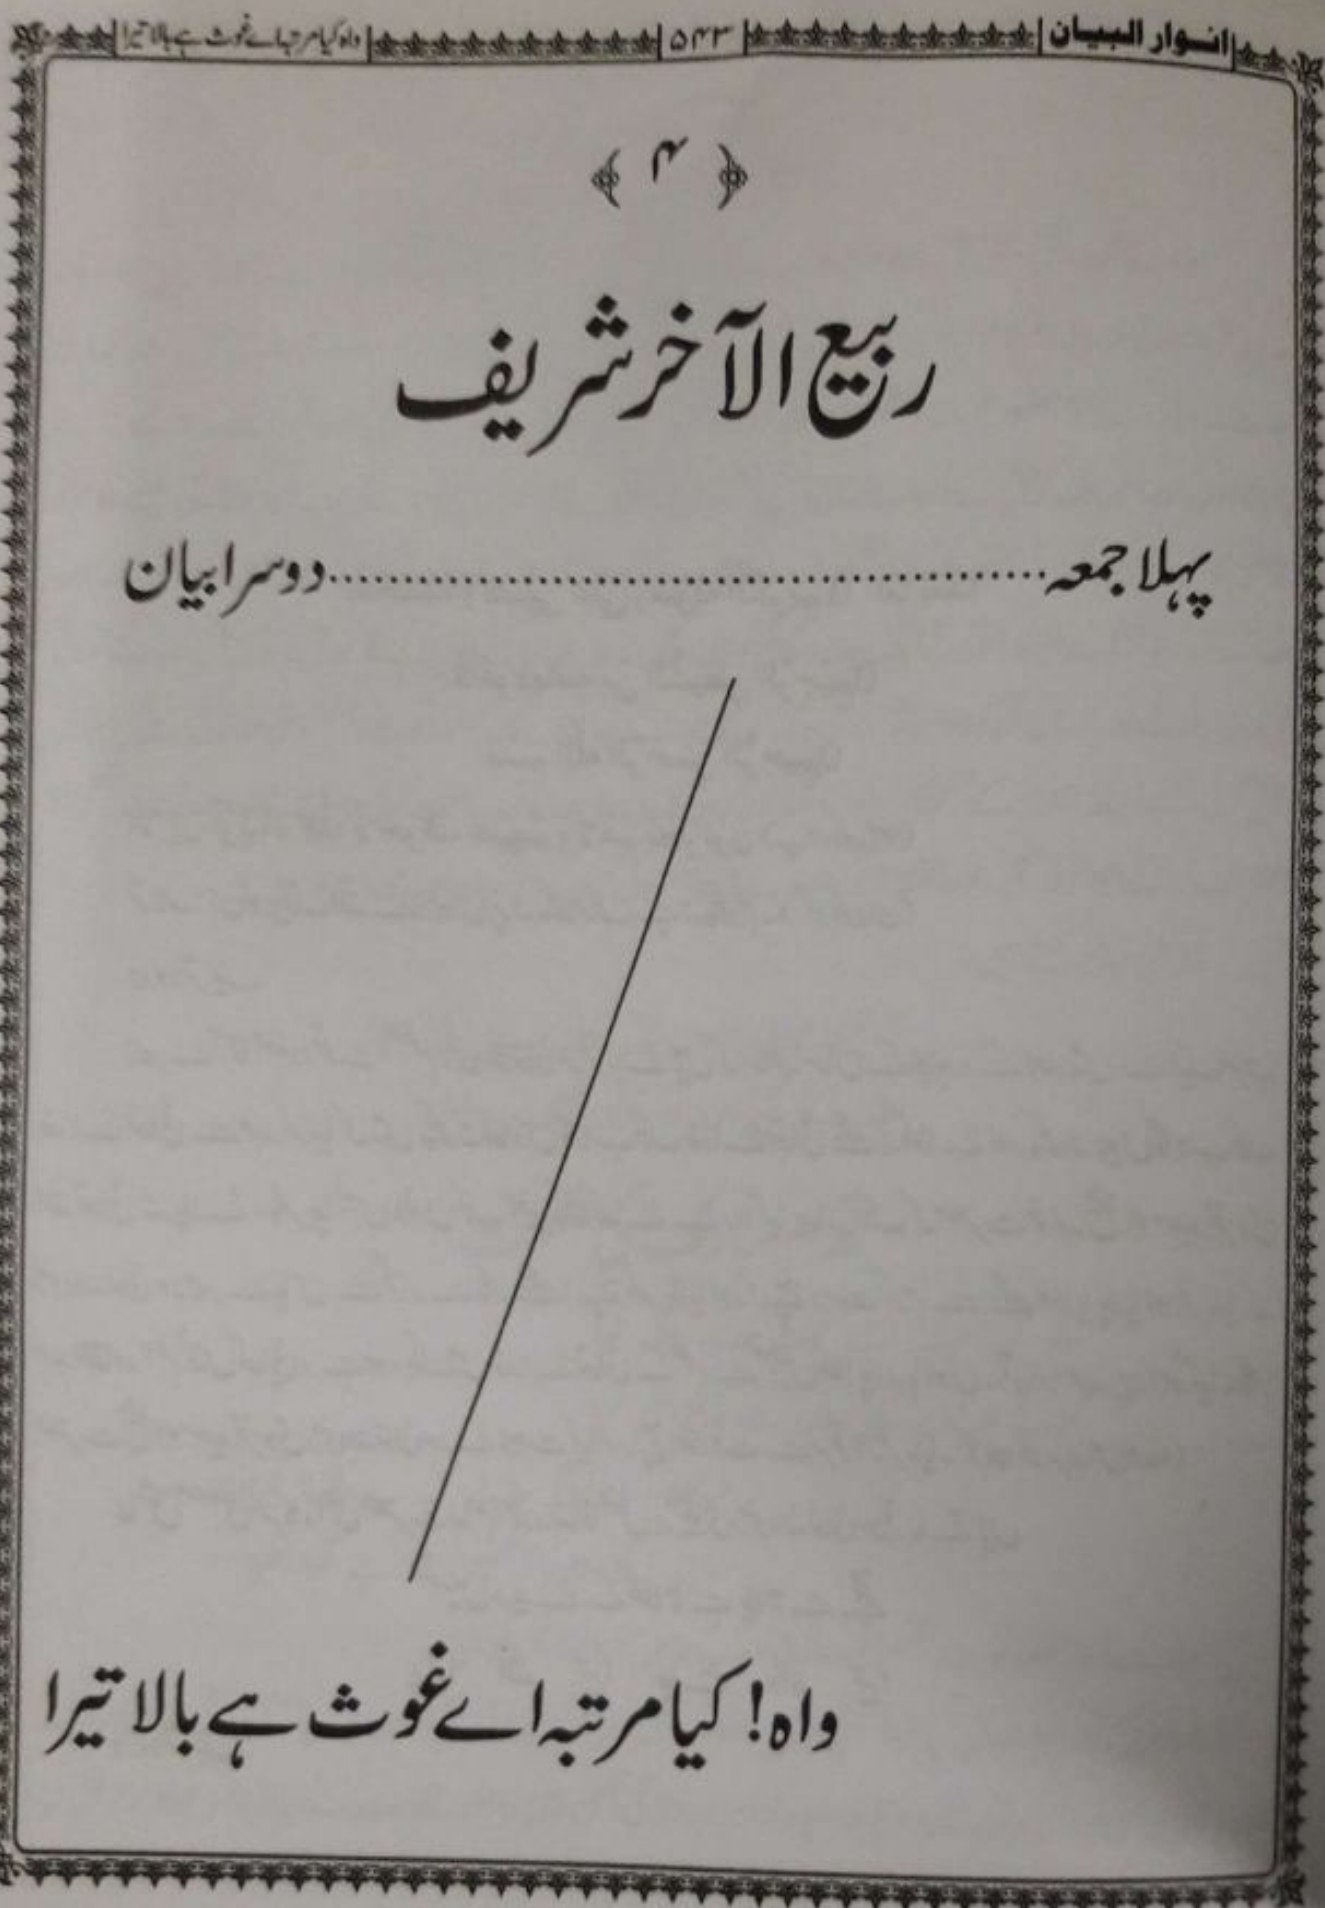 انوار البیان ۵۴۳ واہ کیا مرتبہ اے غوث ہے بالا تیرا
﴿ ۴ ﴾
ربیع الآخر شریف
پہلا جمعہ................................................دوسرا بیان
واہ! کیا مرتبہ اے غوث ہے بالا تیرا